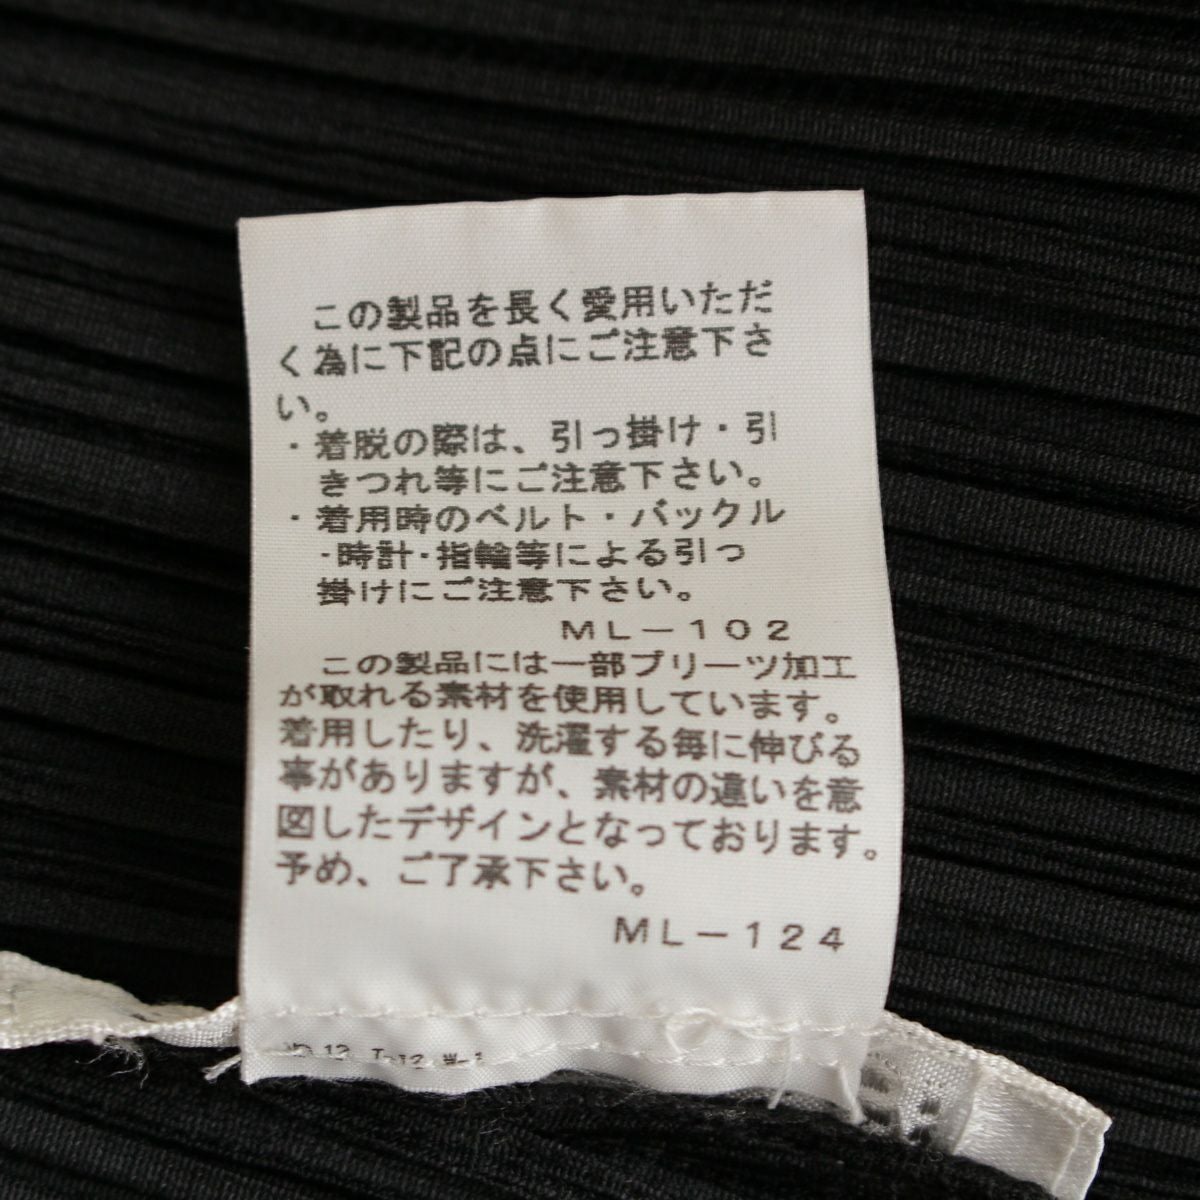 この製品を長く愛用いただ
く為に下記の点にご注意下さ
い。
・着脱の際は、引っ掛け・引
きつれ等にご注意下さい。
・着用時のベルト・バックル
・時計・指輪等による引っ
掛けにご注意下さい。
ML－102
この製品には一部プリーツ加工
が取れる素材を使用しています。
着用したり、洗濯する毎に伸びる
事がありますが、素材の違いを意
図したデザインとなっております。
予め、ご了承下さい。
ML－124
12 T-12 W-1